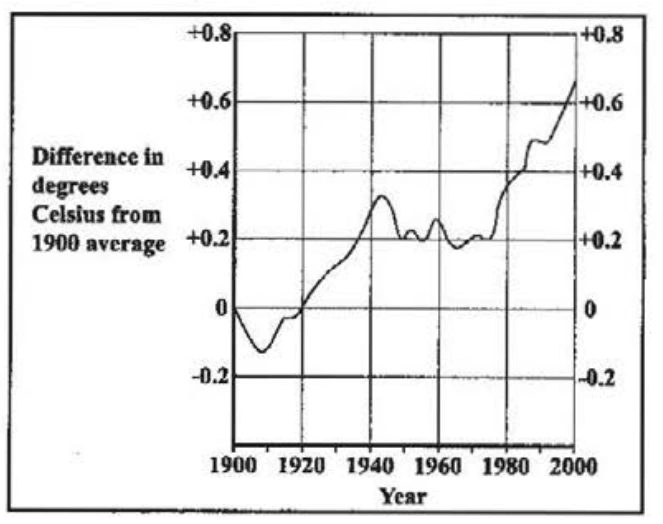 +0.8 +0.8
+0.6 +0.6
Difference in
degrees
Celsius from
1900 average
+0.4 +0.4
+0.2 +0.2
0 0
-0.2 -0.2
1900 1920 1940 1960 1980 2000
Year